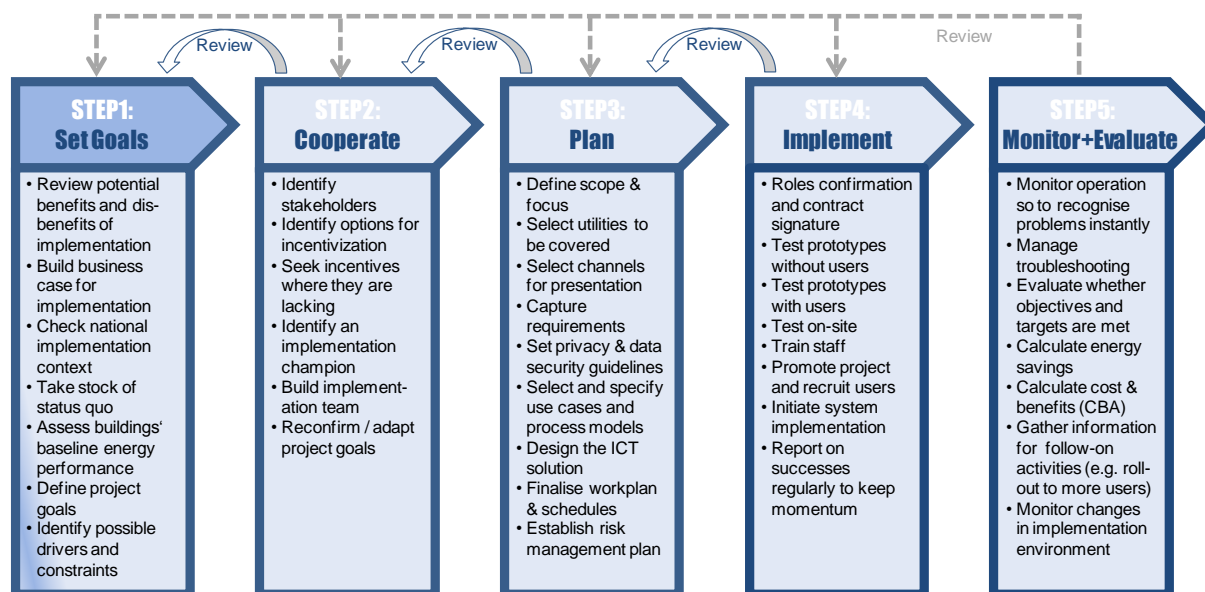 Review
Review
Review
Review
STEP1:
Set Goals
• Review potential
benefits and dis-
benefits of
implementation
• Build business
case for
implementation
• Check national
implementation
context
• Take stock of
status quo
• Assess buildings‘
baseline energy
performance
• Define project
goals
• Identify possible
drivers and
constraints
STEP2:
Cooperate
• Identify
stakeholders
• Identify options for
incentivization
• Seek incentives
where they are
lacking
• Identify an
implementation
champion
• Build implement-
ation team
• Reconfirm / adapt
project goals
STEP3:
Plan
• Define scope &
focus
• Select utilities to
be covered
• Select channels
for presentation
• Capture
requirements
• Set privacy & data
security guidelines
• Select and specify
use cases and
process models
• Design the ICT
solution
• Finalise workplan
& schedules
• Establish risk
management plan
STEP4:
Implement
• Roles confirmation
and contract
signature
• Test prototypes
without users
• Test prototypes
with users
• Test on-site
• Train staff
• Promote project
and recruit users
• Initiate system
implementation
• Report on
successes
regularly to keep
momentum
STEP5:
Monitor+Evaluate
• Monitor operation
so to recognise
problems instantly
• Manage
troubleshooting
• Evaluate whether
objectives and
targets are met
• Calculate energy
savings
• Calculate cost &
benefits (CBA)
• Gather information
for follow-on
activities (e.g. roll-
out to more users)
• Monitor changes
in implementation
environment